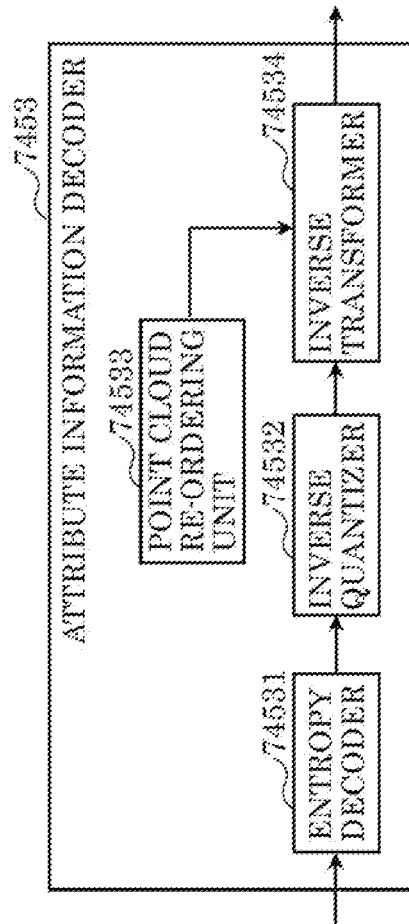 7453
ATTRIBUTE INFORMATION DECODER
74533
POINT CLOUD
RE-ORDERING
UNIT
74531
ENTROPY
DECODER
74532
INVERSE
QUANTIZER
74534
INVERSE
TRANSFORMER